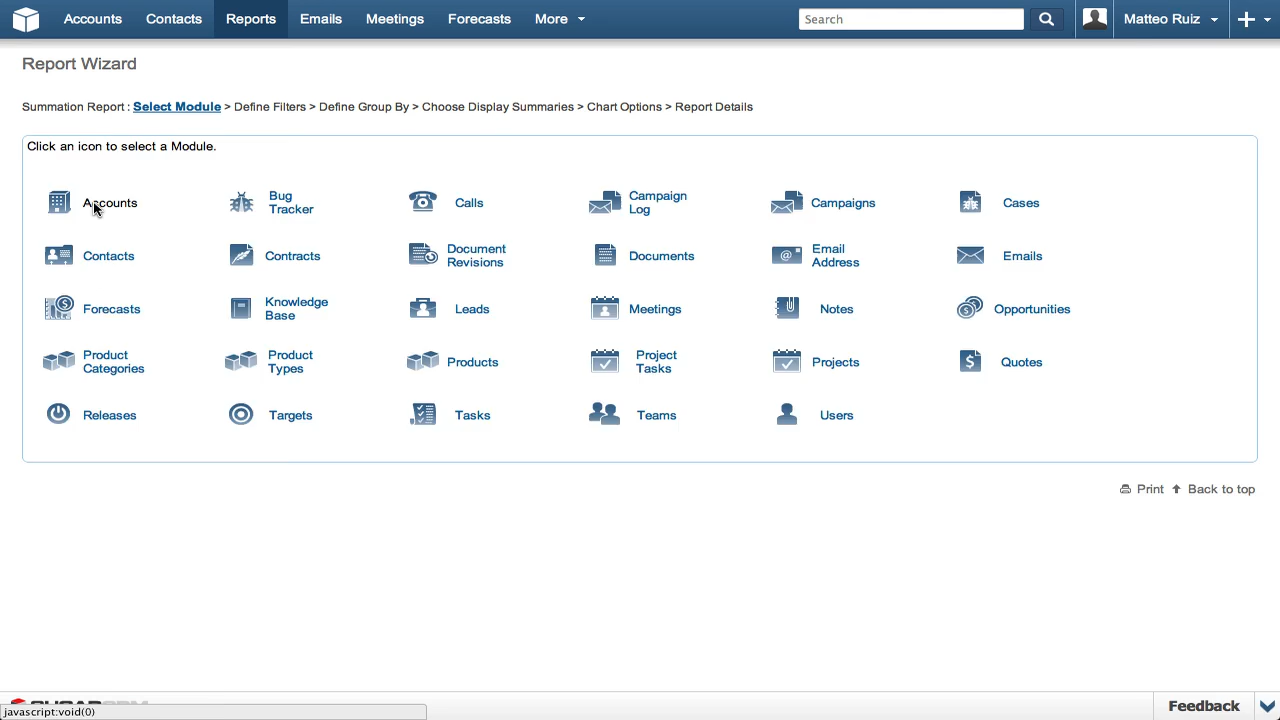 Accounts Contacts Reports Emails Meetings Forecasts More Search Matteo Ruiz
Report Wizard
Summation Report : Select Module > Define Filters > Define Group By > Choose Display Summaries > Chart Options > Report Details
Click an icon to select a Module.
Accounts
Bug
Tracker
Calls
Campaign
Log
Campaigns
Cases
Contacts
Contracts
Document
Revisions
Documents
Email
Address
Emails
Forecasts
Knowledge
Base
Leads
Meetings
Notes
Opportunities
Product
Categories
Product
Types
Products
Project
Tasks
Projects
Quotes
Releases
Targets
Tasks
Teams
Users
Print Back to top
javascript:void(0)
Feedback